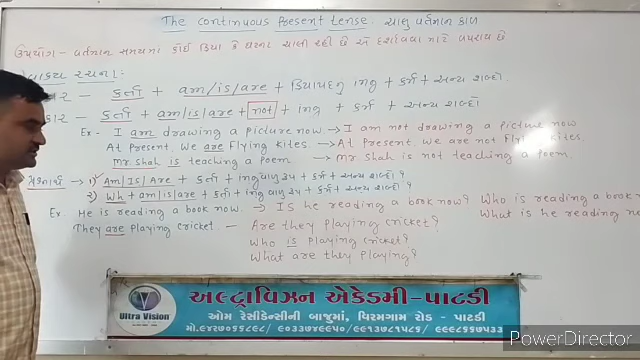 The continuous present tense. ચાલુ વર્તમાન કાળ
ઉપયોગ - વર્તમાન સમયમાં કોઈ ક્રિયા કે ઘટના ચાલી રહી છે એ દર્શાવવા માટે વપરાય છે
વાક્ય રચના:
કાર - કર્તા + am/is/are + ક્રિયાપદનું ing + કર્મ + અન્ય શબ્દો.
કાર - કર્તા + am/is/are + not + ing + કર્મ + અન્ય શબ્દો
Ex- I am drawing a picture now. → I am not drawing a picture now
At Present. We are Flying kites. → At Present. We are not Flying kites.
Mr shah is teaching a poem → Mr shah is not teaching a poem.
પ્રશ્નાર્થ → 1) Am/Is/Are + કર્તા + ing વાળુ રૂપ + કર્મ + અન્ય શબ્દો ?
2) Wh + am/is/are + કર્તા + ing વાળુ રૂપ + કર્મ + અન્ય શબ્દો ?
Ex. He is reading a book now. → Is he reading a book now? Who is reading a book
What is he reading
They are playing cricket - Are they playing cricket?
Who is playing cricket?
What are they playing?
Ultra Vision
અલ્ટ્રાવિઝન એકેડમી-પાટડી
ઓમ રેસીડેન્સીની બાજુમાં, વિરમગામ રોડ - પાટડી
PowerDirector